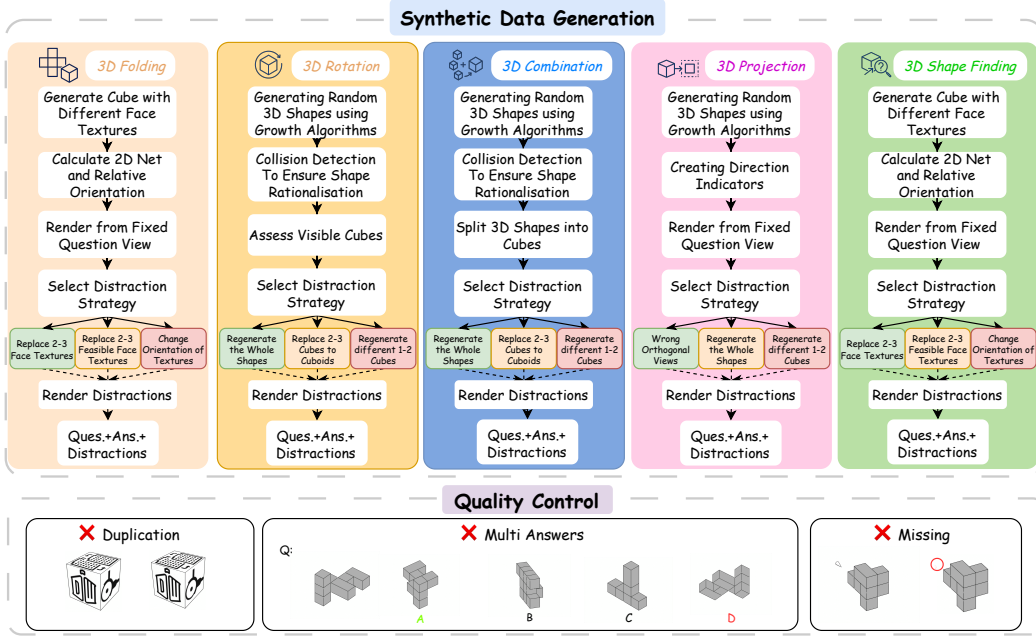 Synthetic Data Generation
3D Folding
Generate Cube with
Different Face
Textures
Calculate 2D Net
and Relative
Orientation
Render from Fixed
Question View
Select Distraction
Strategy
Replace 2-3
Face Textures
Replace 2-3
Feasible Face
Textures
Change
Orientation of
Textures
Render Distractions
Ques.+Ans.+
Distractions
3D Rotation
Generating Random
3D Shapes using
Growth Algorithms
Collision Detection
To Ensure Shape
Rationalisation
Assess Visible Cubes
Select Distraction
Strategy
Regenerate
the Whole
Shapes
Replace 2-3
Cubes to
Cuboids
Regenerate
different 1-2
Cubes
Render Distractions
Ques.+Ans.+
Distractions
3D Combination
Generating Random
3D Shapes using
Growth Algorithms
Collision Detection
To Ensure Shape
Rationalisation
Split 3D Shapes into
Cubes
Select Distraction
Strategy
Regenerate
the Whole
Shapes
Replace 2-3
Cubes to
Cuboids
Regenerate
different 1-2
Cubes
Render Distractions
Ques.+Ans.+
Distractions
3D Projection
Generating Random
3D Shapes using
Growth Algorithms
Creating Direction
Indicators
Render from Fixed
Question View
Select Distraction
Strategy
Wrong
Orthogonal
Views
Regenerate
the Whole
Shapes
Regenerate
different 1-2
Cubes
Render Distractions
Ques.+Ans.+
Distractions
3D Shape Finding
Generate Cube with
Different Face
Textures
Calculate 2D Net
and Relative
Orientation
Render from Fixed
Question View
Select Distraction
Strategy
Replace 2-3
Face Textures
Replace 2-3
Feasible Face
Textures
Change
Orientation of
Textures
Render Distractions
Ques.+Ans.+
Distractions
Quality Control
Duplication
Multi Answers
Q:
A
B
C
D
Missing